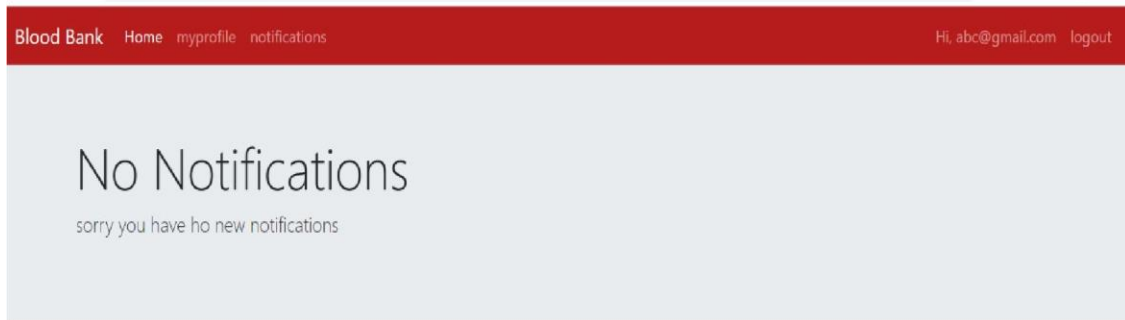 Blood Bank Home myprofile notifications Hi, abc@gmail.com logout
No Notifications
sorry you have ho new notifications